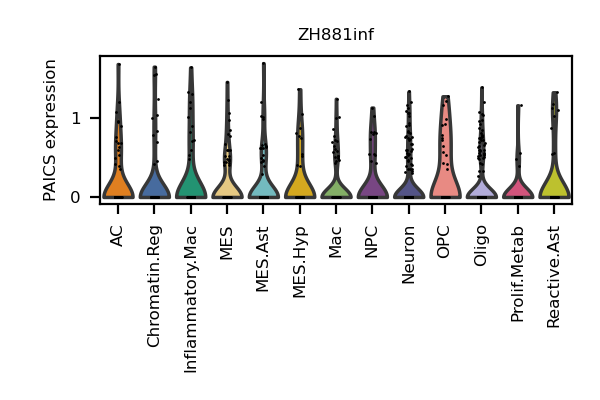 ZH881inf
PAICS expression
1
0
AC
Chromatin.Reg
Inflammatory.Mac
MES
MES.Ast
MES.Hyp
Mac
NPC
Neuron
OPC
Oligo
Prolif.Metab
Reactive.Ast